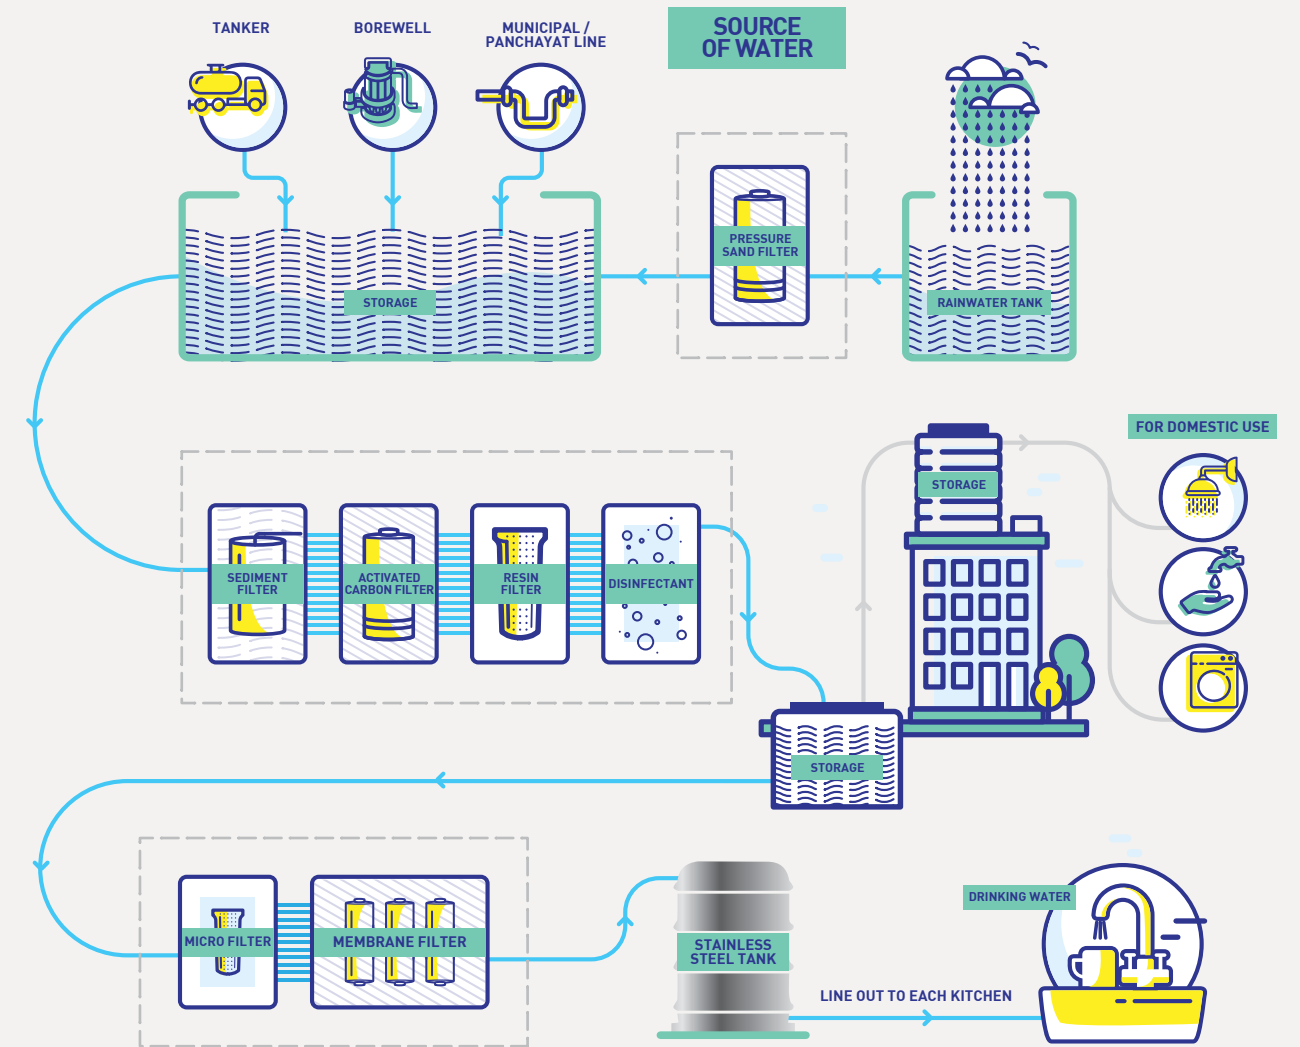 TANKER
BOREWELL
MUNICIPAL /
PANCHAYAT LINE
SOURCE
OF WATER
PRESSURE
SAND FILTER
STORAGE
RAINWATER TANK
FOR DOMESTIC USE
STORAGE
SEDIMENT
FILTER
ACTIVATED
CARBON FILTER
RESIN
FILTER
DISINFECTANT
STORAGE
DRINKING WATER
MICRO FILTER
MEMBRANE FILTER
STAINLESS
STEEL TANK
LINE OUT TO EACH KITCHEN